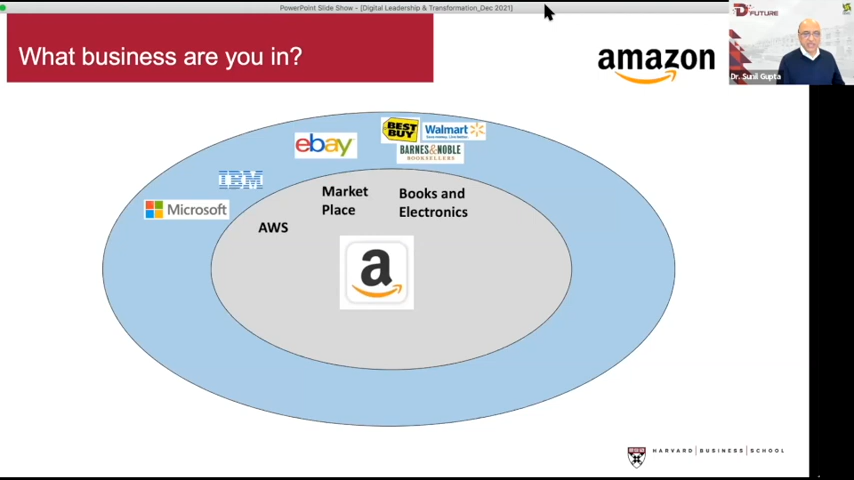 PowerPoint Slide Show - [Digital Leadership & Transformation_Dec 2021]
What business are you in?
amazon
FUTURE
Dr. Sunil Gupta
BEST BUY
Walmart
ebay
BARNES&NOBLE
BOOKSELLERS
IBM
Microsoft
Market
Place
Books and
Electronics
AWS
a
HARVARD | BUSINESS | SCHOOL